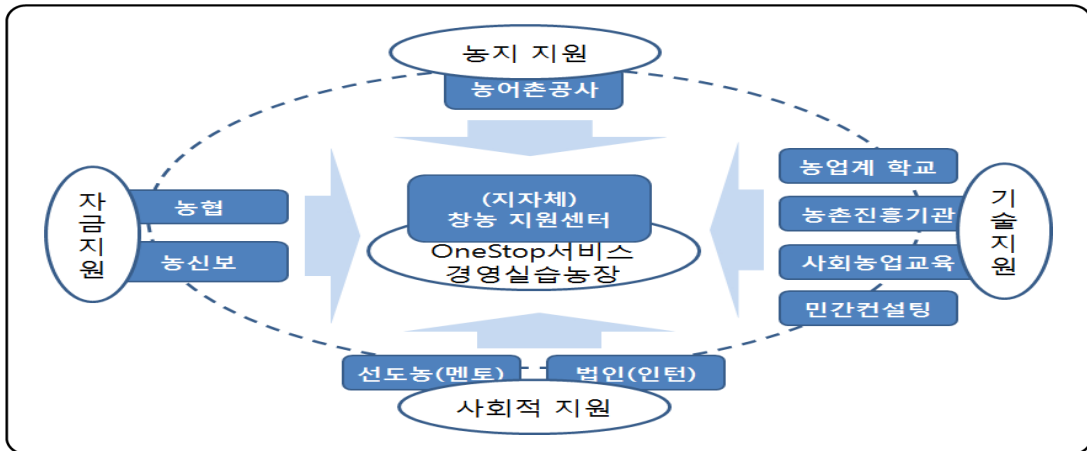 농지 지원
농어촌공사
자
금
지
원
농협
농신보
(지자체)
창농 지원센터
OneStop서비스
경영실습농장
농업계 학교
농촌진흥기관
사회농업교육
민간컨설팅
기
술
지
원
선도농(멘토)
법인(인턴)
사회적 지원